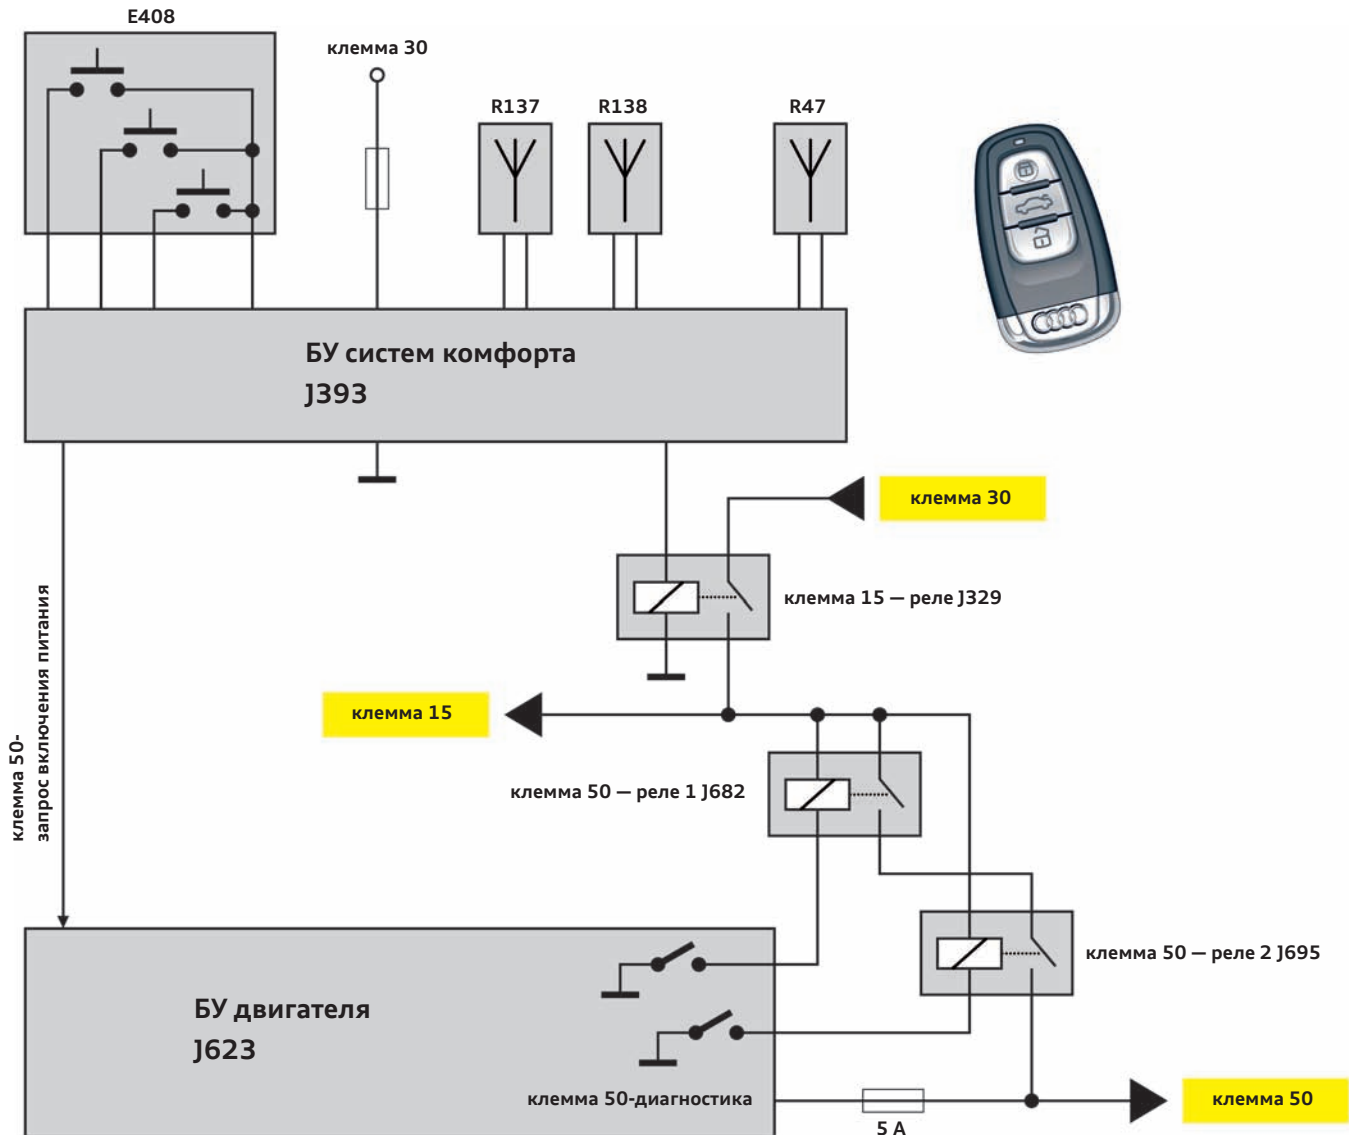 E408
клемма 30
R137
R138
R47
БУ систем комфорта
J393
клемма 30
клемма 15 — реле J329
клемма 50-
запрос включения питания
клемма 15
клемма 50 — реле 1 J682
клемма 50 — реле 2 J695
БУ двигателя
J623
клемма 50-диагностика
5 A
клемма 50